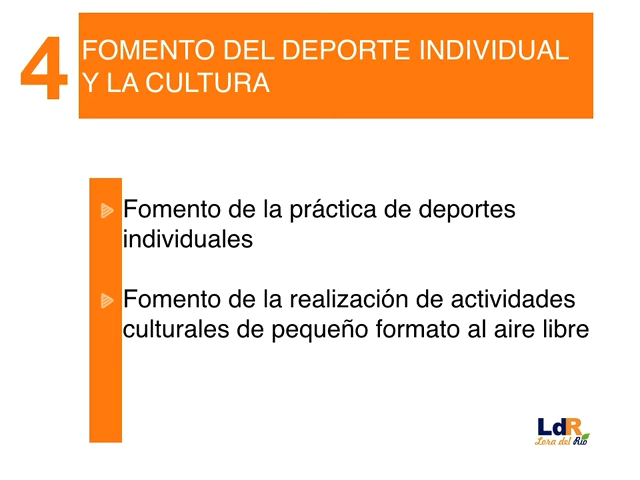 4
FOMENTO DEL DEPORTE INDIVIDUAL
Y LA CULTURA
Fomento de la práctica de deportes
individuales
Fomento de la realización de actividades
culturales de pequeño formato al aire libre
LdR
Lora del Río